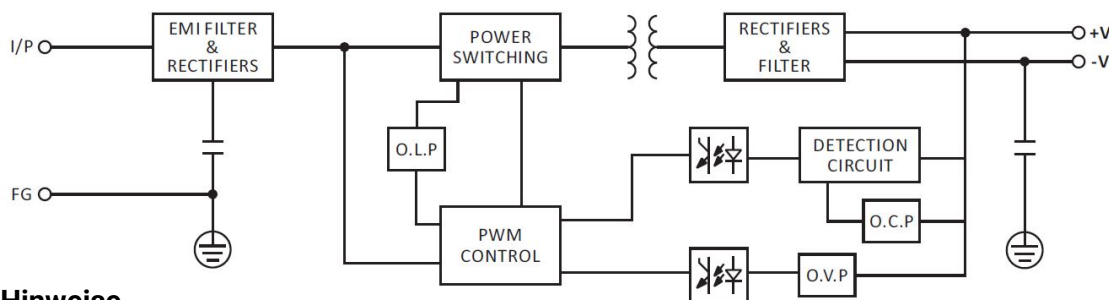 I/P
EMI FILTER
&
RECTIFIERS
POWER
SWITCHING
RECTIFIERS
&
FILTER
+V
-V
O.L.P
DETECTION
CIRCUIT
FG
O.C.P
PWM
CONTROL
O.V.P
Hinweise